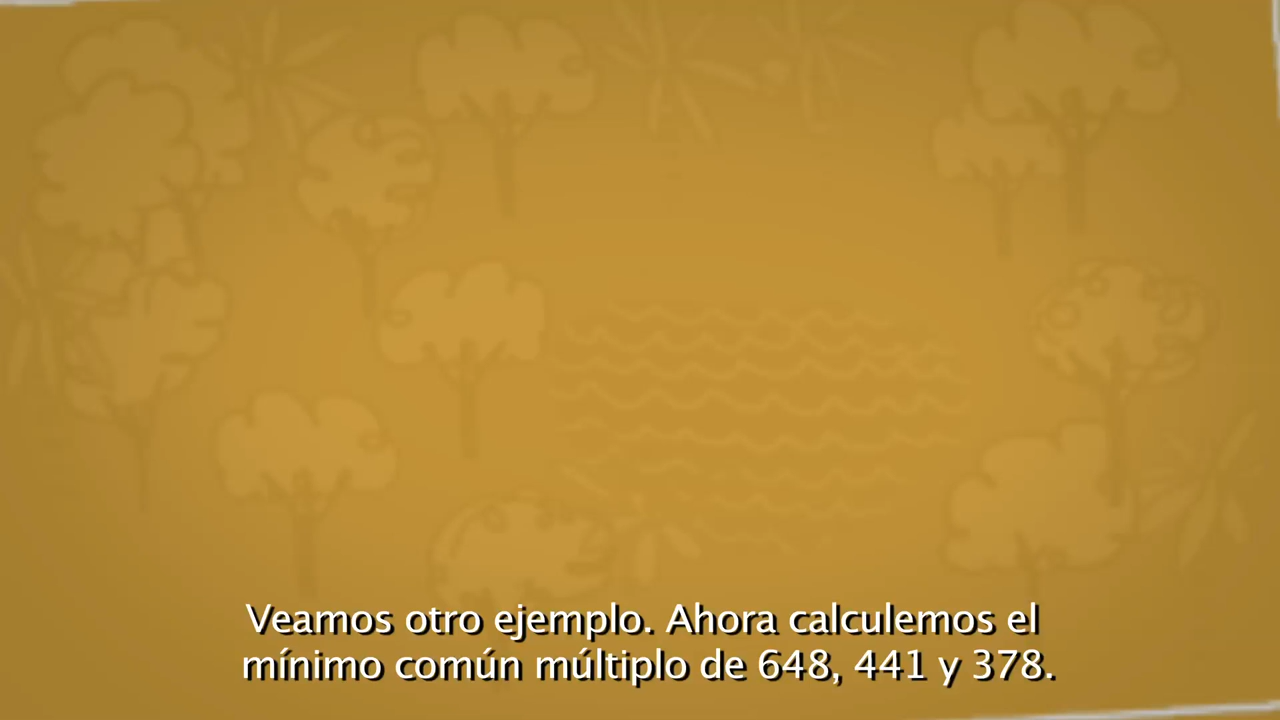 Veamos otro ejemplo. Ahora calculemos el
mínimo común múltiplo de 648, 441 y 378.